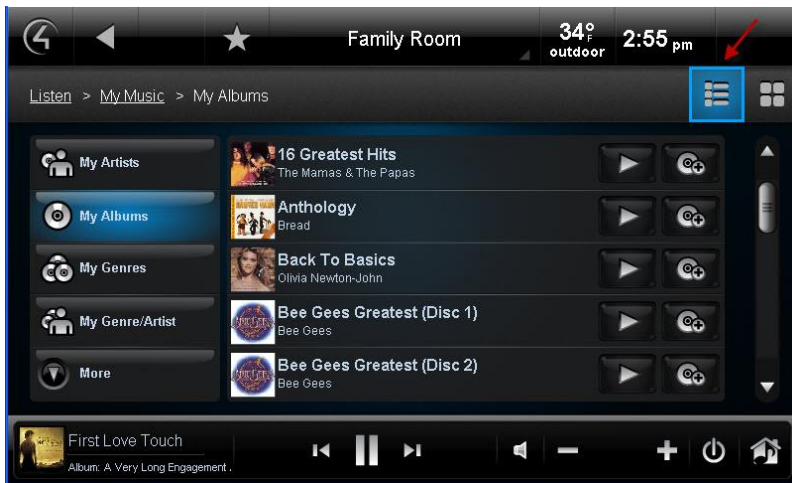 Family Room
34°F
outdoor
2:55 pm
Listen > My Music > My Albums
My Artists
My Albums
My Genres
My Genre/Artist
More
16 Greatest Hits
The Mamas & The Papas
Anthology
Bread
Back To Basics
Olivia Newton-John
Bee Gees Greatest (Disc 1)
Bee Gees
Bee Gees Greatest (Disc 2)
Bee Gees
First Love Touch
Album: A Very Long Engagement .